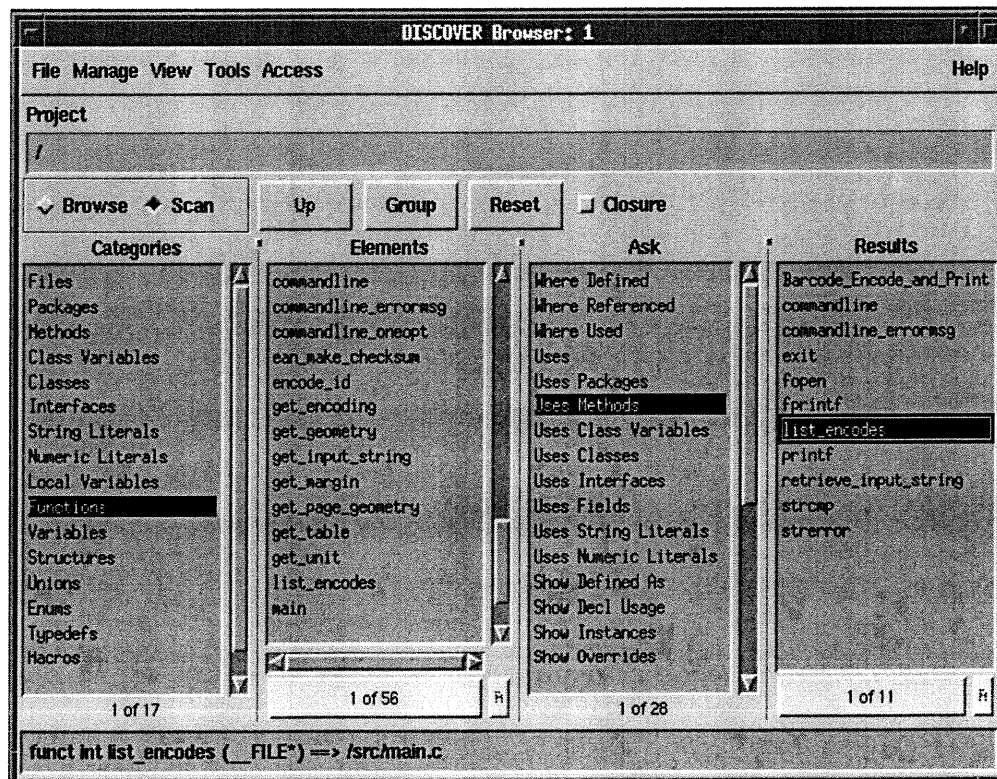 DISCOVER Browser: 1
File Manage View Tools Access Help
Project
/
Browse Scan Up Group Reset Closure
Categories
Files
Packages
Methods
Class Variables
Classes
Interfaces
String Literals
Numeric Literals
Local Variables
Functions
Variables
Structures
Unions
Enums
Typedefs
Macros
1 of 17
Elements
commandline
commandline_errormsg
commandline_oneopt
ean_make_checksum
encode_id
get_encoding
get_geometry
get_input_string
get_margin
get_page_geometry
get_table
get_unit
list_encodes
main
1 of 56
Ask
Where Defined
Where Referenced
Where Used
Uses
Uses Packages
Uses Methods
Uses Class Variables
Uses Classes
Uses Interfaces
Uses Fields
Uses String Literals
Uses Numeric Literals
Show Defined As
Show Decl Usage
Show Instances
Show Overrides
1 of 28
Results
Barcode_Encode_and_Print
commandline
commandline_errormsg
exit
fopen
fprintf
list_encodes
printf
retrieve_input_string
strcmp
strerror
1 of 11
funct int list_encodes (__FILE*) ==> /src/main.c